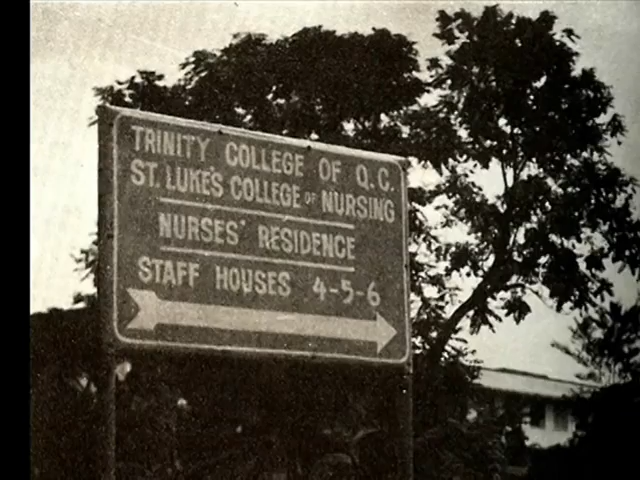 TRINITY COLLEGE OF Q.C.
ST. LUKE'S COLLEGE OF NURSING
NURSES' RESIDENCE
STAFF HOUSES 4-5-6